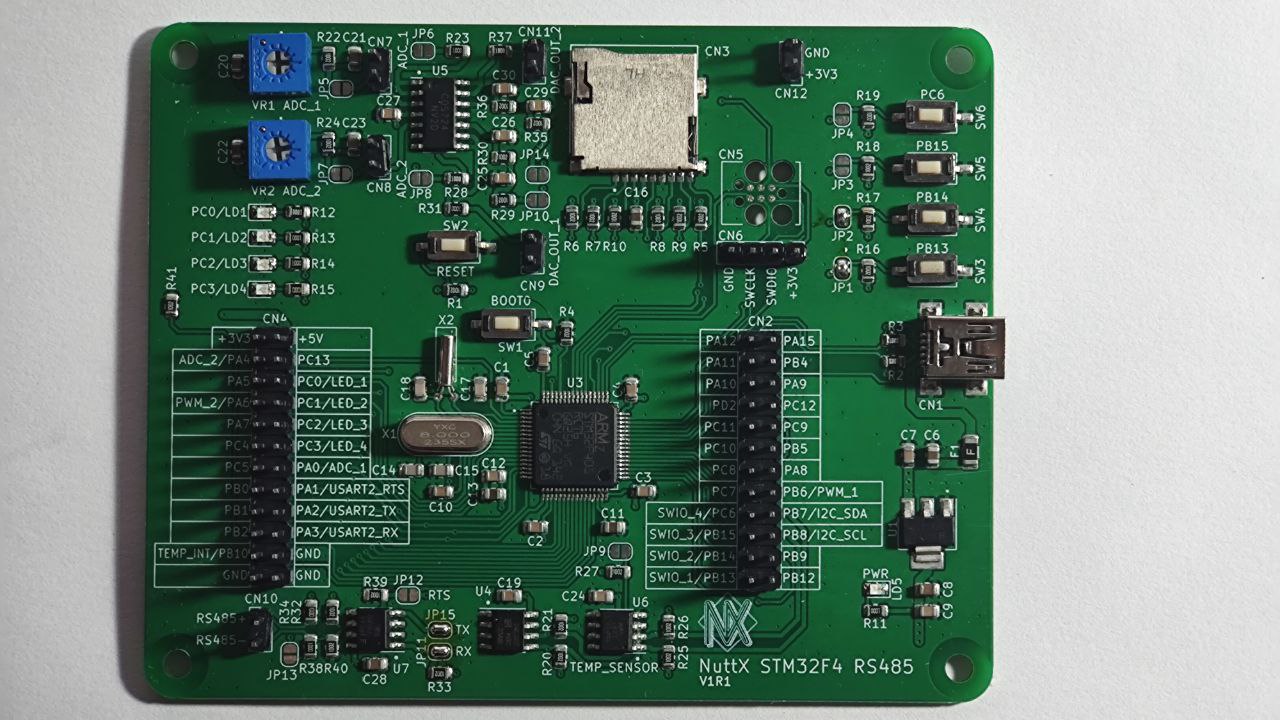 R22 C21
CN7
ADC_1
JP6
R23
R37
CN11
DAC_OUT_2
CN3
GND
+3V3
CN12
C20
JP5
VR1 ADC_1
C27
U5
C30
C29
R36
C26
R35
R19
PC6
SW6
JP4
R24 C23
C22
JP7
CN8
ADC_2
VR2 ADC_2
JP8
R28
R30
JP14
C25
C16
CN5
R18
PB15
SW5
JP3
PC0/LD1
R12
R31
R29
JP10
R6 R7 R10 R8 R9 R5
R17
PB14
SW4
JP2
PC1/LD2
R13
SW2
RESET
DAC_OUT_1
CN9
CN6
GND
SWCLK
SWDIO
+3V3
R16
PB13
SW3
JP1
PC2/LD3
R14
PC3/LD4
R15
R41
R1
BOOT0
SW1
R4
X2
C5
CN4
+3V3 +5V
ADC_2/PA4 PC13
PA5 PC0/LED_1
PWM_2/PA6 PC1/LED_2
PA7 PC2/LED_3
PC4 PC3/LED_4
PC5 PA0/ADC_1
PB0 PA1/USART2_RTS
PB1 PA2/USART2_TX
PB2 PA3/USART2_RX
TEMP_INT/PB10 GND
GND GND
C18
C17
C1
U3
C4
X1
YXC
8.000
ARM
C14
C15
C12
C13
C10
C3
C2
C11
CN2
PA12 PA15
PA11 PB4
PA10 PA9
PD2 PC12
PC11 PC9
PC10 PB5
PC8 PA8
PC7 PB6/PWM_1
SWIO_4/PC6 PB7/I2C_SDA
SWIO_3/PB15 PB8/I2C_SCL
SWIO_2/PB14 PB9
SWIO_1/PB13 PB12
R3
R2
CN1
C7 C6
F1
F
PWR
LD5
R11
C8
C9
JP9
R27
CN10
RS485+
RS485-
R34
R32
R39
JP12
RTS
JP15
TX
JP11
RX
U4
C19
R21
C24
U6
R26
JP13
R38 R40
C28
U7
R33
R20
TEMP_SENSOR
R25
NX
NuttX STM32F4 RS485
V1R1